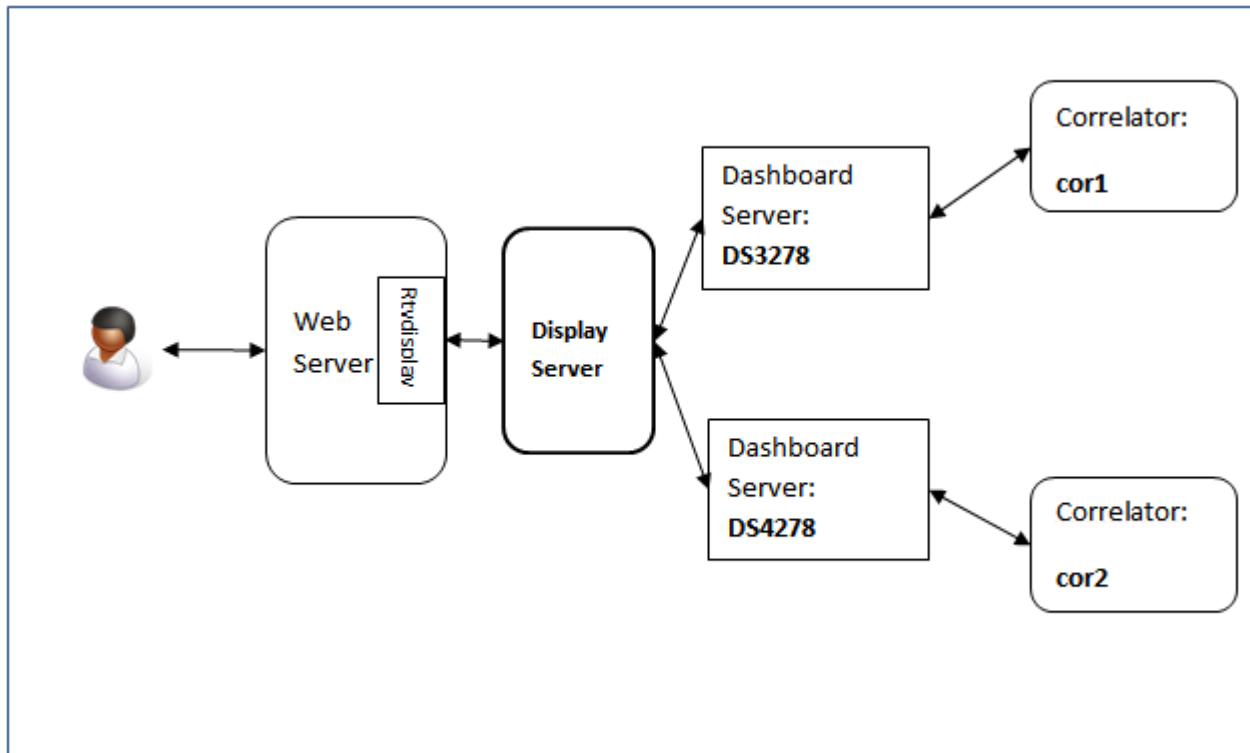 Web
Server
Rtvdisplay
Display
Server
Dashboard
Server:
DS3278
Correlator:
cor1
Dashboard
Server:
DS4278
Correlator:
cor2